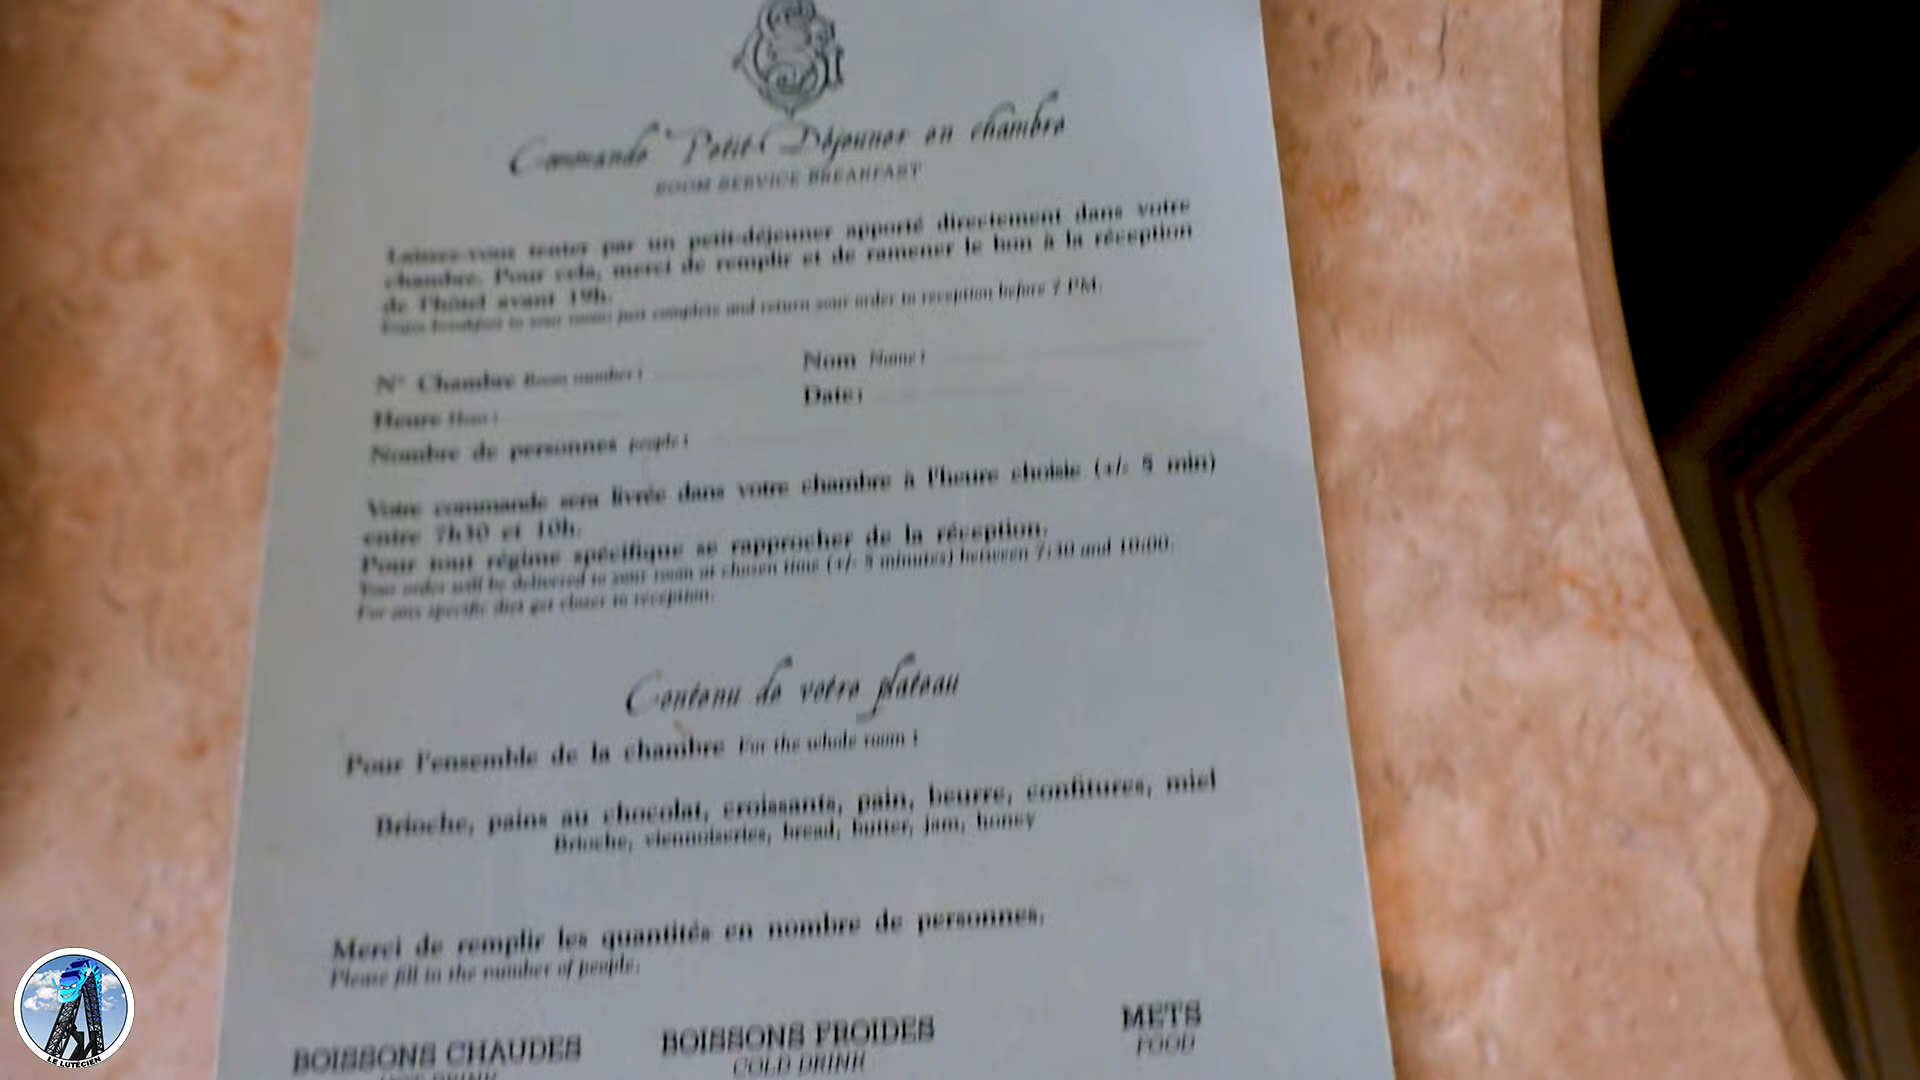 Commande Petit-Déjeuner en chambre
ROOM SERVICE BREAKFAST
Laissez-vous tenter par un petit-déjeuner apporté directement dans votre
chambre. Pour cela, merci de remplir et de ramener le bon à la réception
de l'hôtel avant 19h.
Enjoy breakfast in your room: just complete and return your order to reception before 7 PM.
N° Chambre Room number :
Nom Name :
Heure Hour :
Date :
Nombre de personnes people :
Votre commande sera livrée dans votre chambre à l'heure choisie (+/- 5 min)
entre 7h30 et 10h.
Pour tout régime spécifique se rapprocher de la réception.
Your order will be delivered to your room at chosen time (+/- 5 minutes) between 7:30 and 10:00.
For any specific diet get closer to reception.
Contenu de votre plateau
Pour l'ensemble de la chambre For the whole room :
Brioche, pains au chocolat, croissants, pain, beurre, confitures, miel
Brioche, viennoiseries, bread, butter, jam, honey
Merci de remplir les quantités en nombre de personnes.
Please fill in the number of people.
BOISSONS CHAUDES
BOISSONS FROIDES
METS
HOT DRINK
COLD DRINK
FOOD
LE LUTÉCIEN